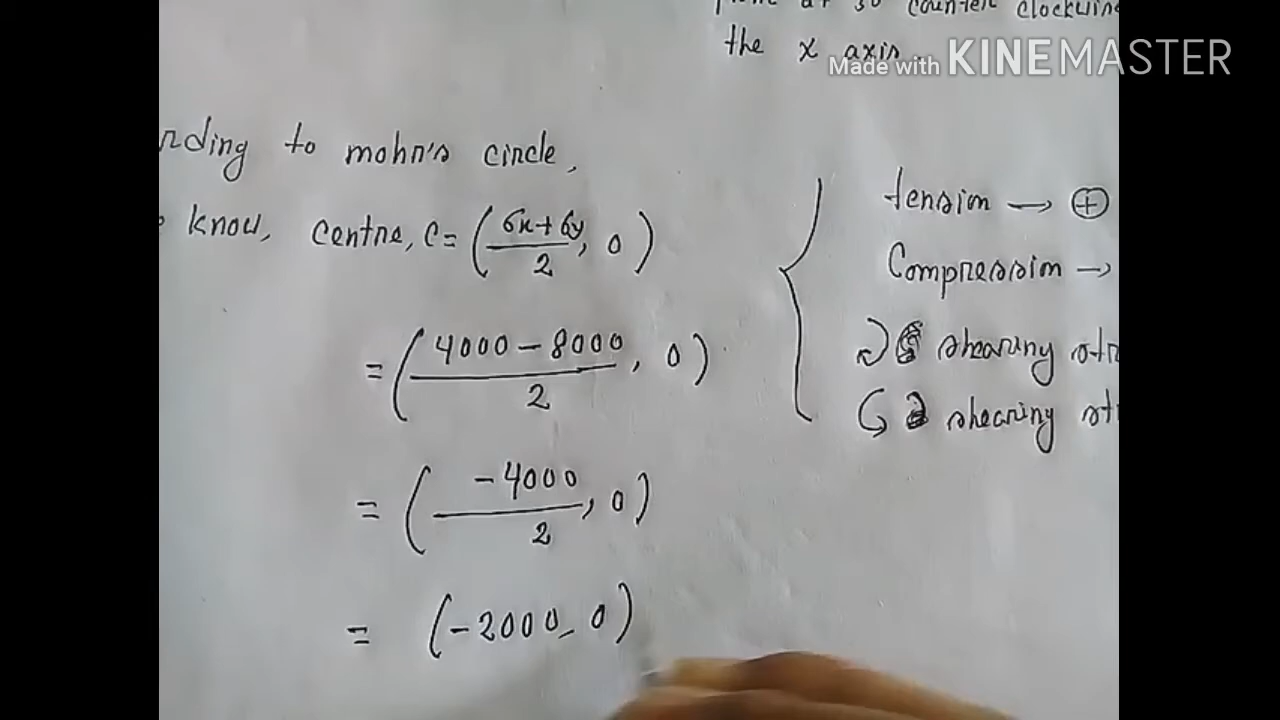 the x axis.
Made with KINEMASTER
to mohr's circle,
know, centre, C = (σx+σy/2, 0)
= (4000 - 8000/2, 0)
= (-4000/2, 0)
= (-2000, 0)
tension → ⊕
Compression →
shearing
shearing